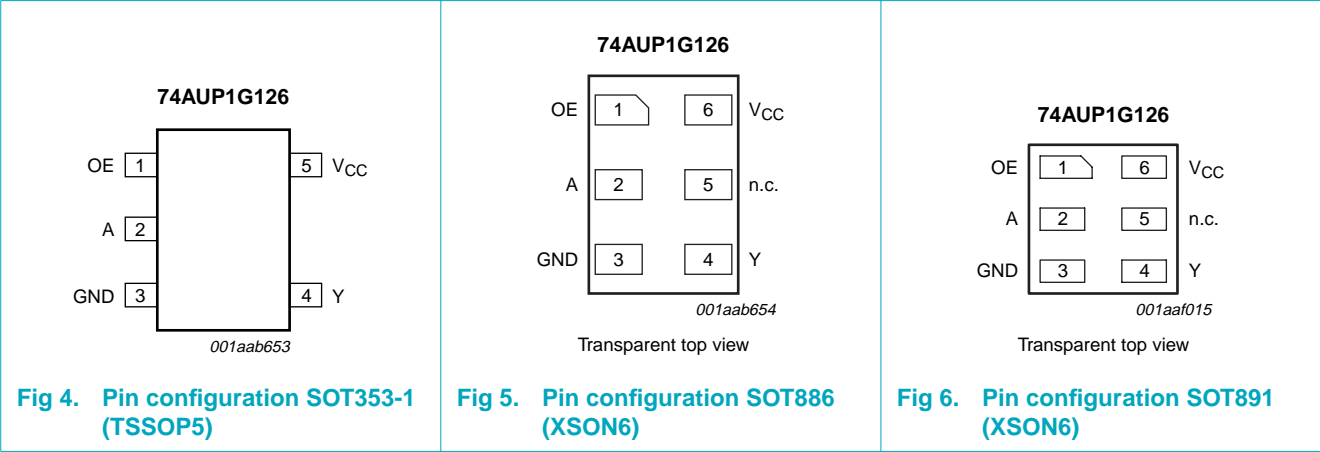 74AUP1G126
OE 1
5 VCC
A 2
GND 3
4 Y
001aab653
Fig 4. Pin configuration SOT353-1
(TSSOP5)
74AUP1G126
OE 1 6 VCC
A 2 5 n.c.
GND 3 4 Y
001aab654
Transparent top view
Fig 5. Pin configuration SOT886
(XSON6)
74AUP1G126
OE 1 6 VCC
A 2 5 n.c.
GND 3 4 Y
001aaf015
Transparent top view
Fig 6. Pin configuration SOT891
(XSON6)